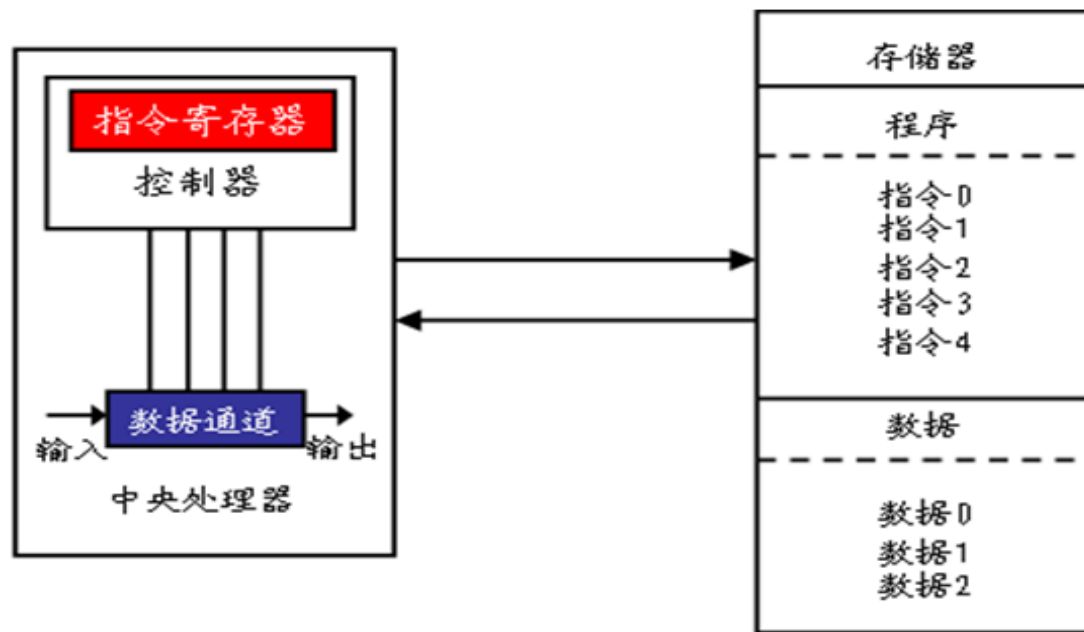 指令寄存器
控制器
数据通道
输入
输出
中央处理器
存储器
程序
指令0
指令1
指令2
指令3
指令4
数据
数据0
数据1
数据2